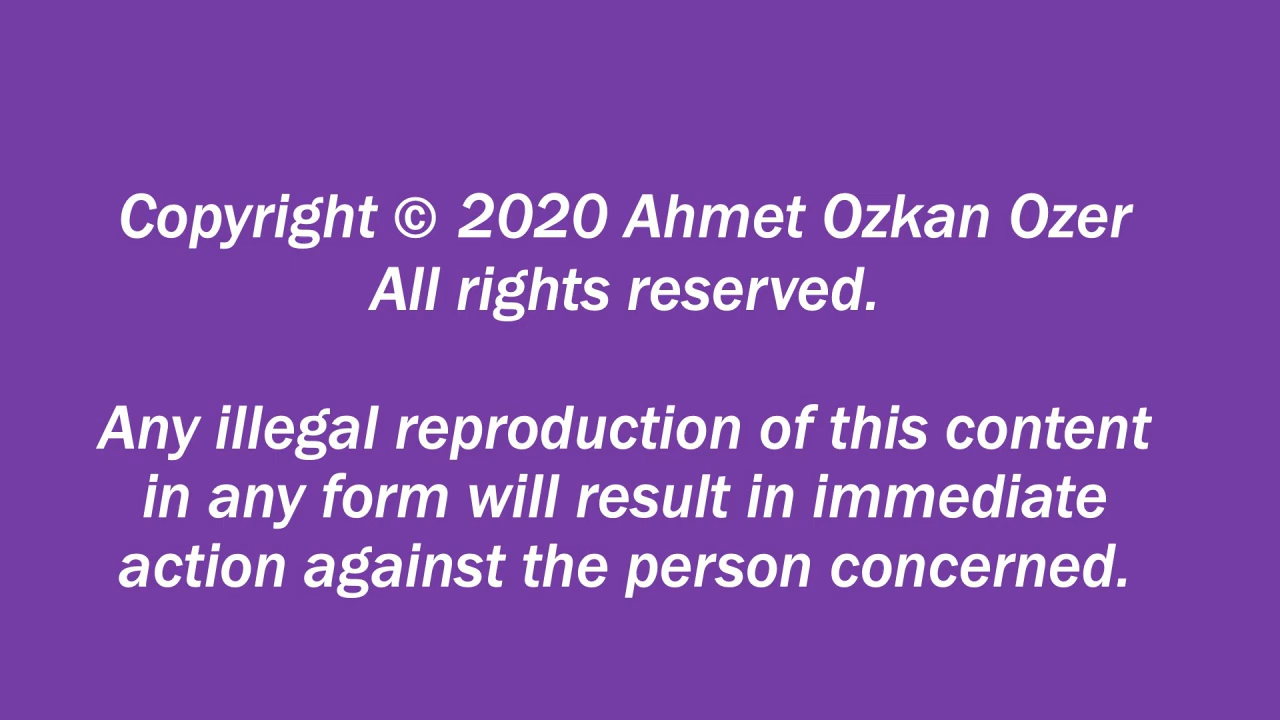 Copyright © 2020 Ahmet Ozkan Ozer
All rights reserved.
Any illegal reproduction of this content
in any form will result in immediate
action against the person concerned.